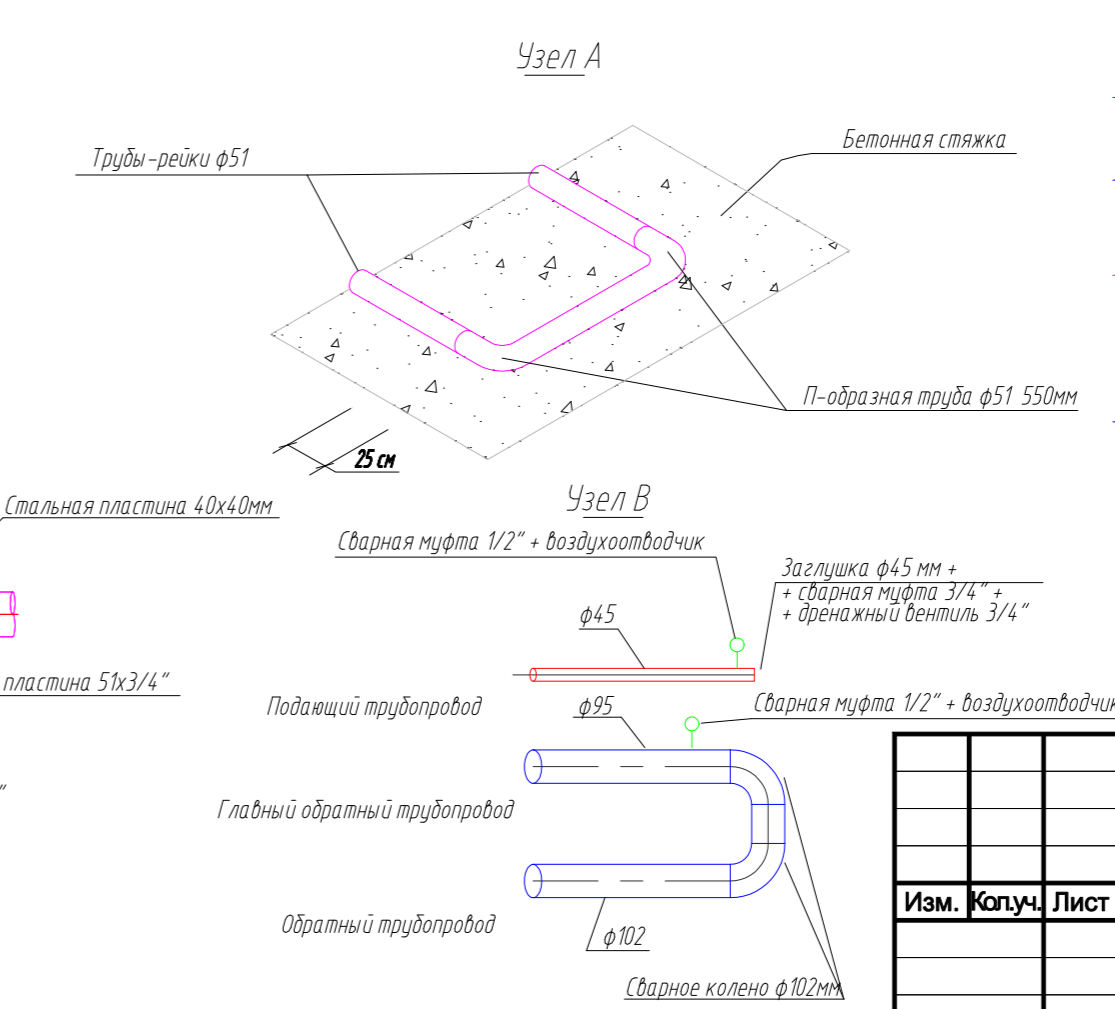 Узел А
Трубы-рейки ф51
Бетонная стяжка
П-образная труба ф51 550мм
25 см
Стальная пластина 40х40мм
Узел В
Сварная муфта 1/2" + воздухоотводчик
Заглушка ф45 мм +
+ сварная муфта 3/4" +
+ дренажный вентиль 3/4"
ф45
пластина 51х3/4"
Подающий трубопровод
ф95
Сварная муфта 1/2" + воздухоотводчик
"
Главный обратный трубопровод
Изм. Кол.уч. Лист
Обратный трубопровод
ф102
Сварное колено ф102мм